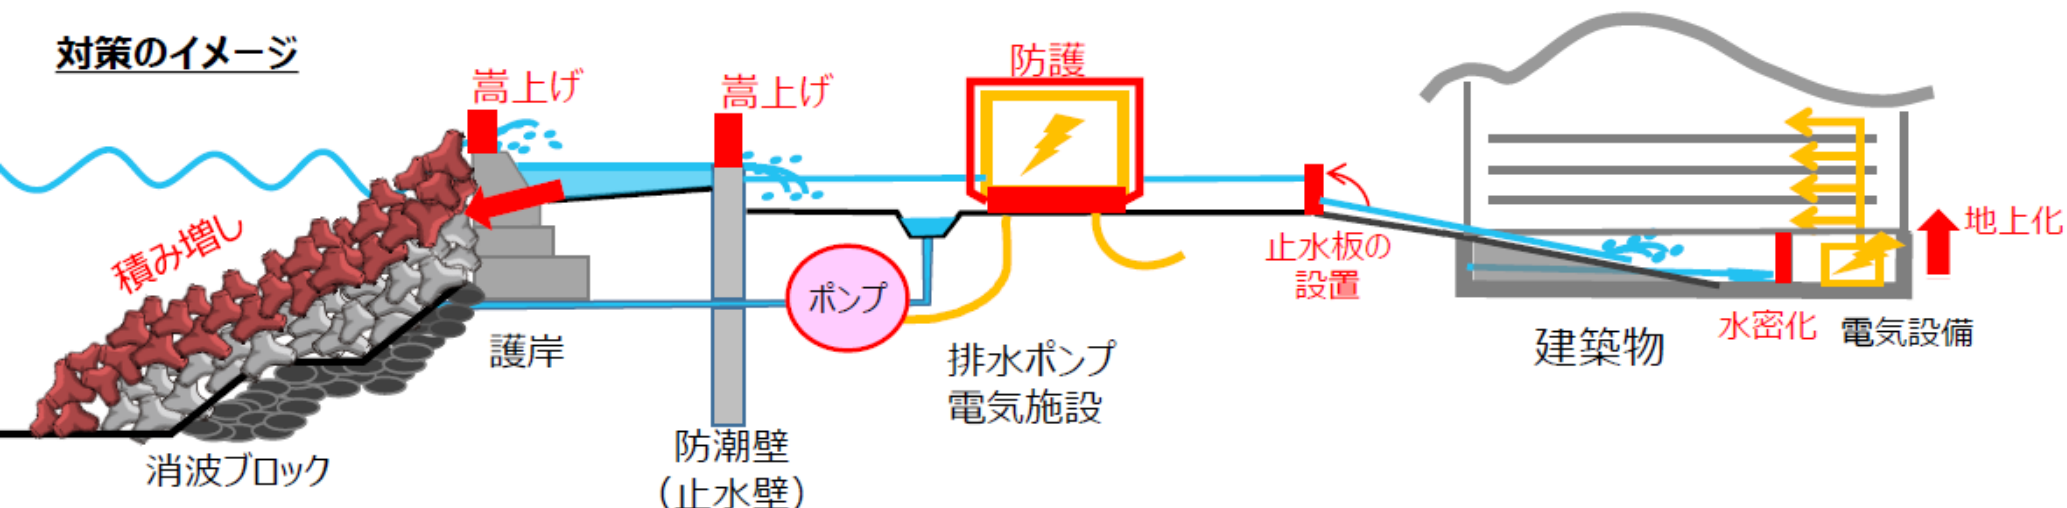 対策のイメージ
嵩上げ
嵩上げ
防護
積み増し
止水板の
設置
地上化
ポンプ
護岸
排水ポンプ
電気施設
建築物
水密化
電気設備
消波ブロック
防潮壁
（止水壁）